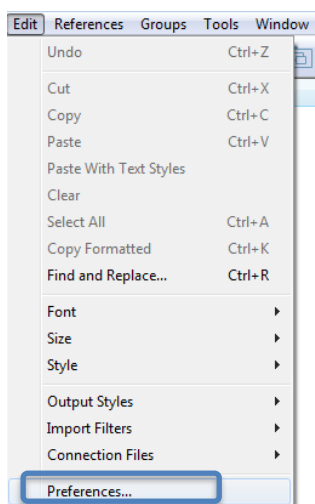 Edit References Groups Tools Window
Undo Ctrl+Z
Cut Ctrl+X
Copy Ctrl+C
Paste Ctrl+V
Paste With Text Styles
Clear
Select All Ctrl+A
Copy Formatted Ctrl+K
Find and Replace... Ctrl+R
Font
Size
Style
Output Styles
Import Filters
Connection Files
Preferences...